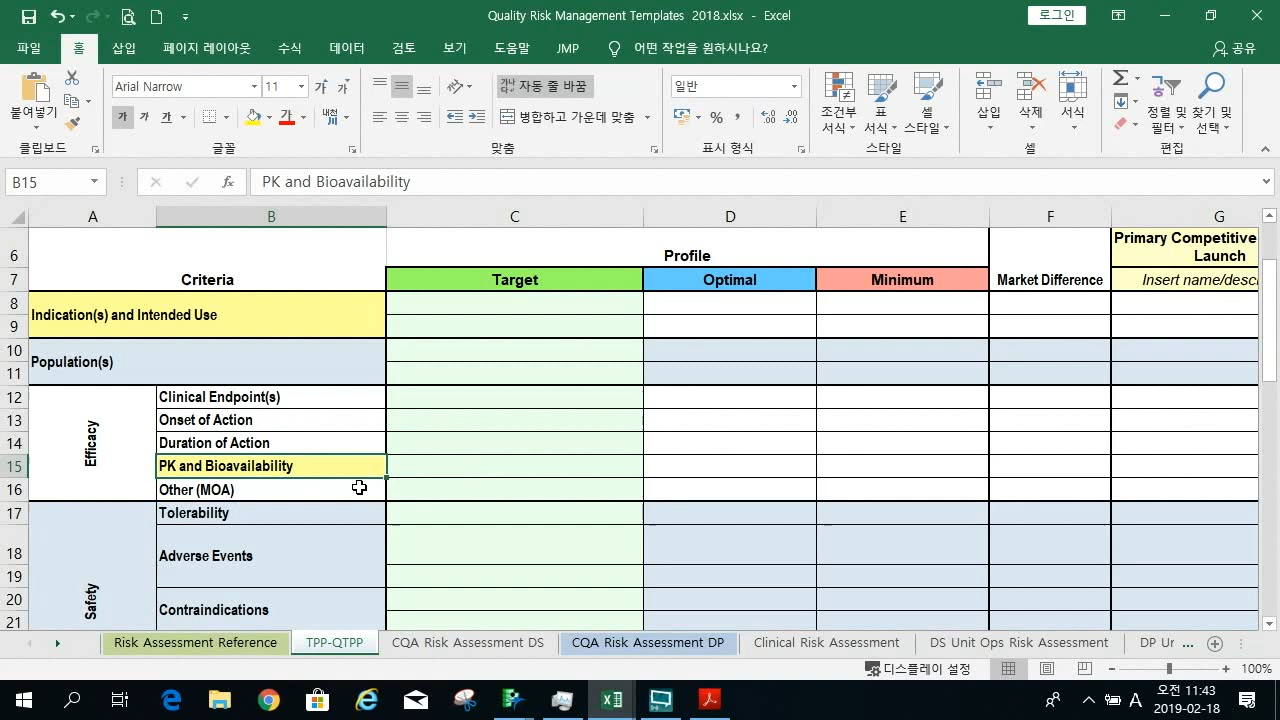 Quality Risk Management Templates 2018.xlsx - Excel
로그인
파일 홈 삽입 페이지 레이아웃 수식 데이터 검토 보기 도움말 JMP 어떤 작업을 원하시나요? 공유
붙여넣기
Arial Narrow 11
가 가 가 내천
자동 줄 바꿈
병합하고 가운데 맞춤
일반
조건부 서식
표 서식
셀 스타일
삽입 삭제 서식
정렬 및 필터
찾기 및 선택
클립보드 글꼴 맞춤 표시 형식 스타일 셀 편집
B15 fx PK and Bioavailability
A B C D E F G
6 Profile Primary Competitive
Launch
7 Criteria Target Optimal Minimum Market Difference Insert name/descr
8
Indication(s) and Intended Use
9
10
Population(s)
11
12 Clinical Endpoint(s)
13 Onset of Action
14 Duration of Action
Efficacy
15 PK and Bioavailability
16 Other (MOA)
17 Tolerability
18 Adverse Events
19
20 Contraindications
Safety
21
Risk Assessment Reference TPP-QTPP CQA Risk Assessment DS CQA Risk Assessment DP Clinical Risk Assessment DS Unit Ops Risk Assessment DP Ur ...
디스플레이 설정 100%
A 오전 11:43
2019-02-18